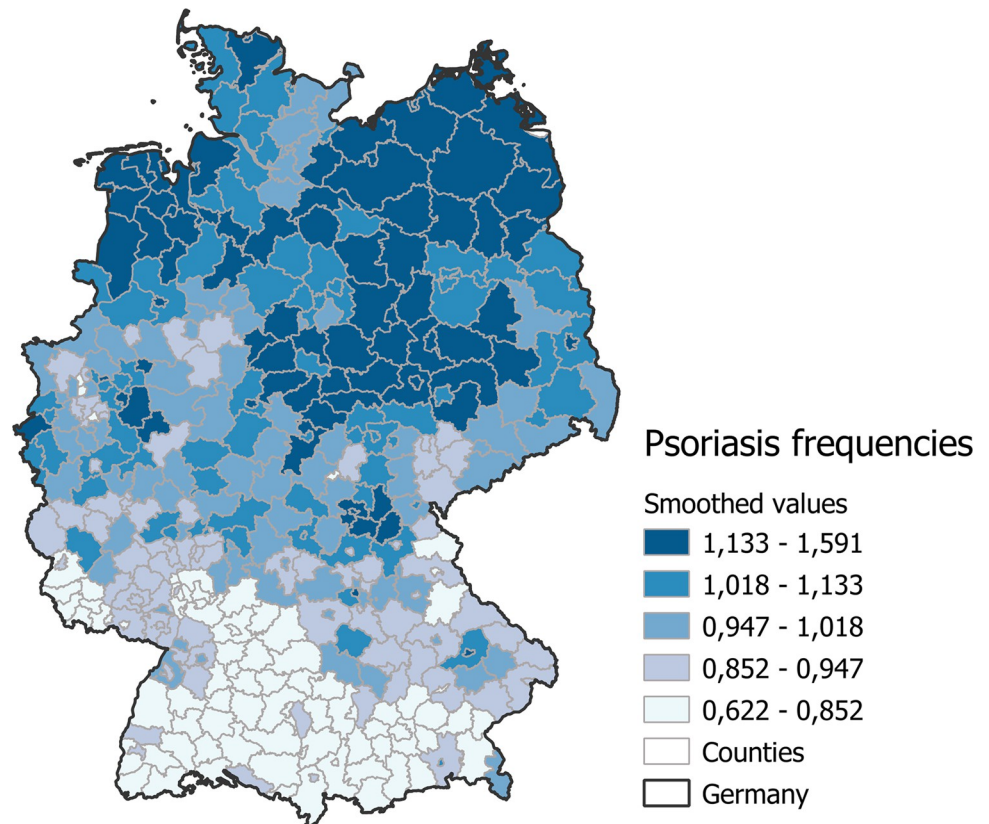 Psoriasis frequencies
Smoothed values
1,133 - 1,591
1,018 - 1,133
0,947 - 1,018
0,852 - 0,947
0,622 - 0,852
Counties
Germany